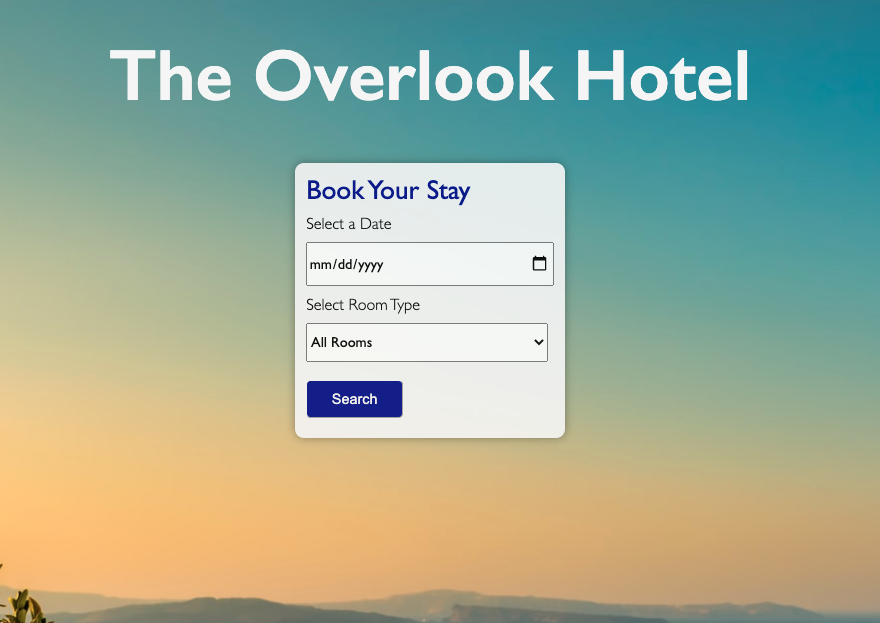 The Overlook Hotel
Book Your Stay
Select a Date
mm/dd/yyyy
Select Room Type
All Rooms
Search